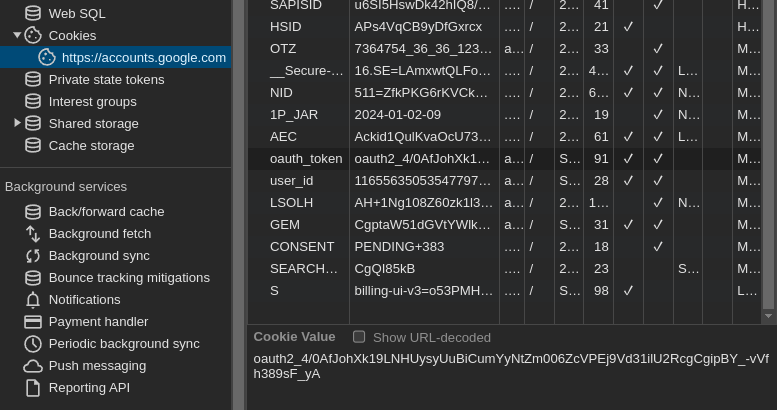 Web SQL
Cookies
https://accounts.google.com
Private state tokens
Interest groups
Shared storage
Cache storage
Background services
Back/forward cache
Background fetch
Background sync
Bounce tracking mitigations
Notifications
Payment handler
Periodic background sync
Push messaging
Reporting API
SAPISID u6SI5HswDk42hIQ8/... .... / 2... 41 ✓ H...
HSID APs4VqCB9yDfGxrcx .... / 2... 21 ✓ H...
OTZ 7364754_36_36_123... a... / 2... 33 ✓ M...
__Secure-... 16.SE=LAmxwtQLFo... .... / 2... 4... ✓ ✓ L... M...
NID 511=ZfkPKG6rKVCk... .... / 2... 6... ✓ ✓ N... M...
1P_JAR 2024-01-02-09 .... / 2... 19 ✓ N... M...
AEC Ackid1QulKvaOcU73... .... / 2... 61 ✓ ✓ L... M...
oauth_token oauth2_4/0AfJohXk1... a... / S... 91 ✓ ✓ M...
user_id 11655635053547797... a... / S... 28 ✓ ✓ M...
LSOLH AH+1Ng108Z60zk1I3... a... / 2... 1... ✓ N... M...
GEM CgptaW51dGVtYWlk... .... / S... 31 ✓ ✓ M...
CONSENT PENDING+383 .... / 2... 18 ✓ M...
SEARCH... CgQI85kB .... / 2... 23 S... M...
S billing-ui-v3=o53PMH... .... / S... 98 ✓ L...
Cookie Value Show URL-decoded
oauth2_4/0AfJohXk19LNHUysyUuBiCumYyNtZm006ZcVPEj9Vd31ilU2RcgCgipBY_-vVf
h389sF_yA